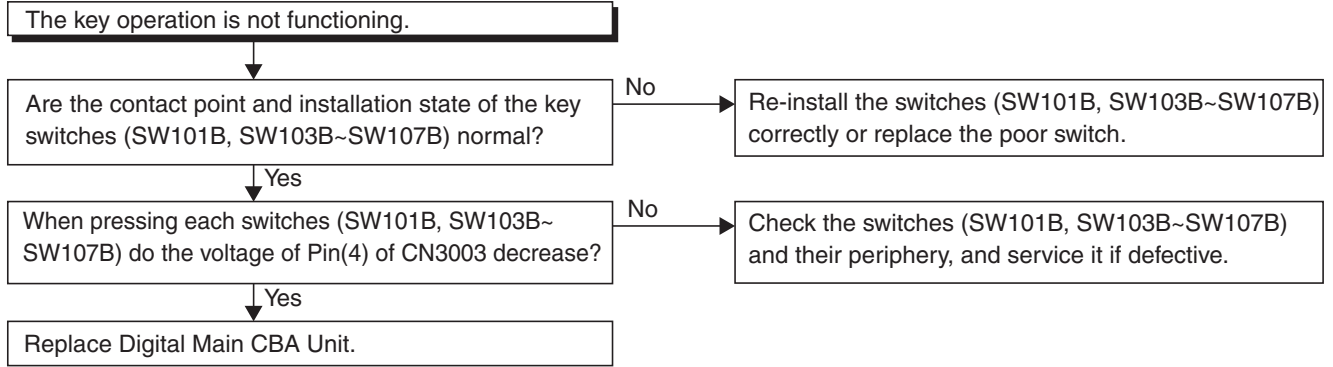 The key operation is not functioning.
Are the contact point and installation state of the key
switches (SW101B, SW103B~SW107B) normal?
No
Re-install the switches (SW101B, SW103B~SW107B)
correctly or replace the poor switch.
Yes
When pressing each switches (SW101B, SW103B~
SW107B) do the voltage of Pin(4) of CN3003 decrease?
No
Check the switches (SW101B, SW103B~SW107B)
and their periphery, and service it if defective.
Yes
Replace Digital Main CBA Unit.